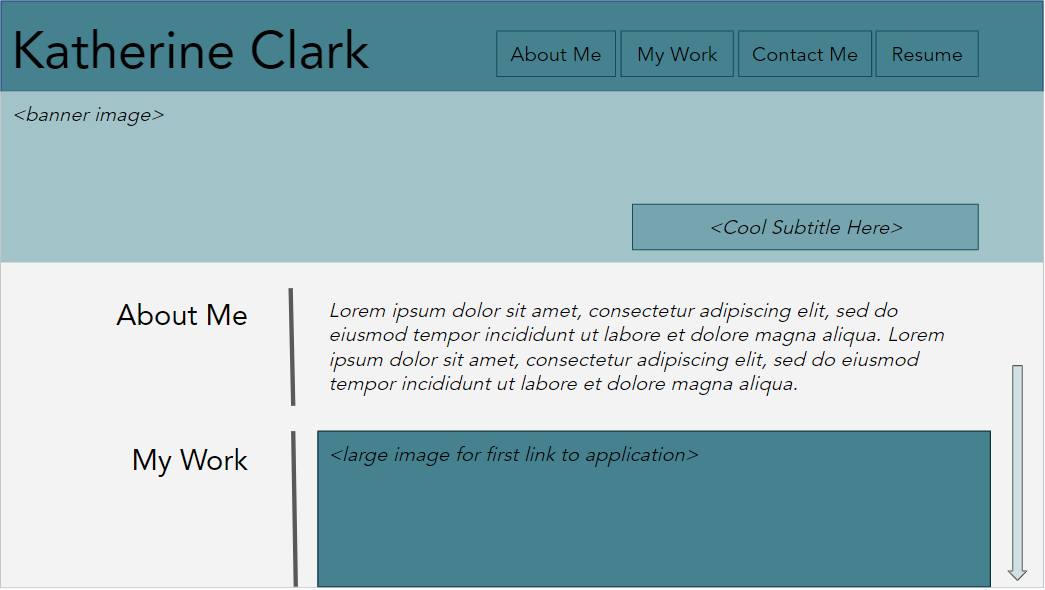 Katherine Clark
About Me
My Work
Contact Me
Resume
<banner image>
<Cool Subtitle Here>
About Me
Lorem ipsum dolor sit amet, consectetur adipiscing elit, sed do
eiusmod tempor incididunt ut labore et dolore magna aliqua. Lorem
ipsum dolor sit amet, consectetur adipiscing elit, sed do eiusmod
tempor incididunt ut labore et dolore magna aliqua.
My Work
<large image for first link to application>